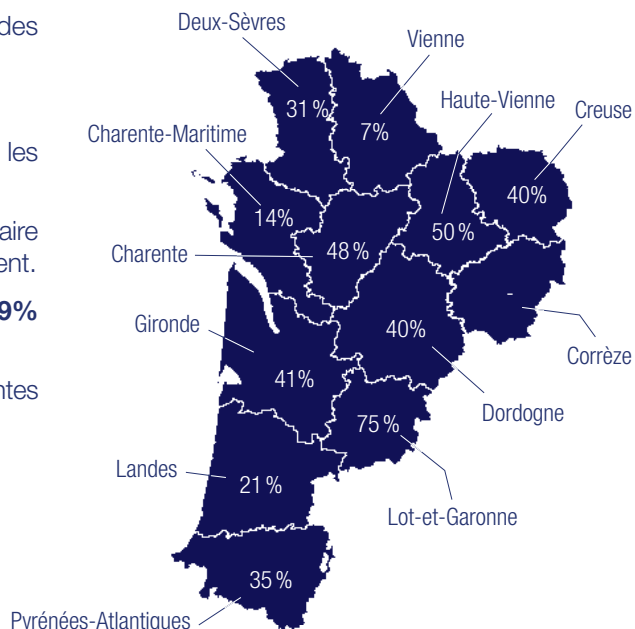 des
les
aire
ent.
9%
ntes
Deux-Sèvres
Vienne
Haute-Vienne
Creuse
Charente-Maritime
31 %
7%
40%
14%
50 %
Charente
48 %
-
Gironde
40%
Corrèze
41%
Dordogne
75 %
Landes
21 %
Lot-et-Garonne
35 %
Pyrénées-Atlantiques